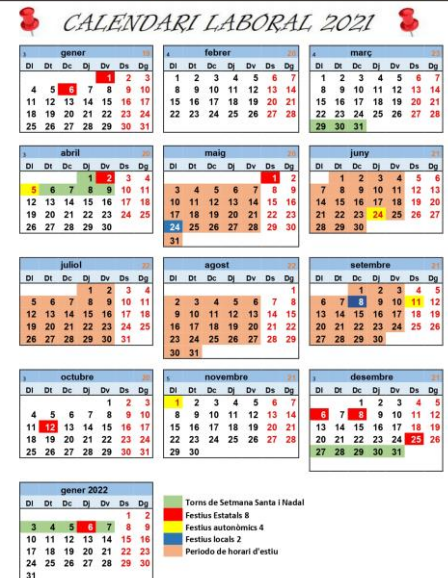 CALENDARI LABORAL 2021
gener
Dl Dt Dc Dj Dv Ds Dg
1 2 3
4 5 6 7 8 9 10
11 12 13 14 15 16 17
18 19 20 21 22 23 24
25 26 27 28 29 30 31
febrer
Dl Dt Dc Dj Dv Ds Dg
1 2 3 4 5 6 7
8 9 10 11 12 13 14
15 16 17 18 19 20 21
22 23 24 25 26 27 28
març
Dl Dt Dc Dj Dv Ds Dg
1 2 3 4 5 6 7
8 9 10 11 12 13 14
15 16 17 18 19 20 21
22 23 24 25 26 27 28
29 30 31
abril
Dl Dt Dc Dj Dv Ds Dg
1 2 3 4
5 6 7 8 9 10 11
12 13 14 15 16 17 18
19 20 21 22 23 24 25
26 27 28 29 30
maig
Dl Dt Dc Dj Dv Ds Dg
1 2
3 4 5 6 7 8 9
10 11 12 13 14 15 16
17 18 19 20 21 22 23
24 25 26 27 28 29 30
31
juny
Dl Dt Dc Dj Dv Ds Dg
1 2 3 4 5 6
7 8 9 10 11 12 13
14 15 16 17 18 19 20
21 22 23 24 25 26 27
28 29 30
juliol
Dl Dt Dc Dj Dv Ds Dg
1 2 3 4
5 6 7 8 9 10 11
12 13 14 15 16 17 18
19 20 21 22 23 24 25
26 27 28 29 30 31
agost
Dl Dt Dc Dj Dv Ds Dg
1
2 3 4 5 6 7 8
9 10 11 12 13 14 15
16 17 18 19 20 21 22
23 24 25 26 27 28 29
30 31
setembre
Dl Dt Dc Dj Dv Ds Dg
1 2 3 4 5
6 7 8 9 10 11 12
13 14 15 16 17 18 19
20 21 22 23 24 25 26
27 28 29 30
octubre
Dl Dt Dc Dj Dv Ds Dg
1 2 3
4 5 6 7 8 9 10
11 12 13 14 15 16 17
18 19 20 21 22 23 24
25 26 27 28 29 30 31
novembre
Dl Dt Dc Dj Dv Ds Dg
1 2 3 4 5 6 7
8 9 10 11 12 13 14
15 16 17 18 19 20 21
22 23 24 25 26 27 28
29 30
desembre
Dl Dt Dc Dj Dv Ds Dg
1 2 3 4 5
6 7 8 9 10 11 12
13 14 15 16 17 18 19
20 21 22 23 24 25 26
27 28 29 30 31
gener 2022
Dl Dt Dc Dj Dv Ds Dg
1 2
3 4 5 6 7 8 9
10 11 12 13 14 15 16
17 18 19 20 21 22 23
24 25 26 27 28 29 30
31
Torns de Setmana Santa i Nadal
Festius Estatals 8
Festius autonòmics 4
Festius locals 2
Periodo de horari d'estiu